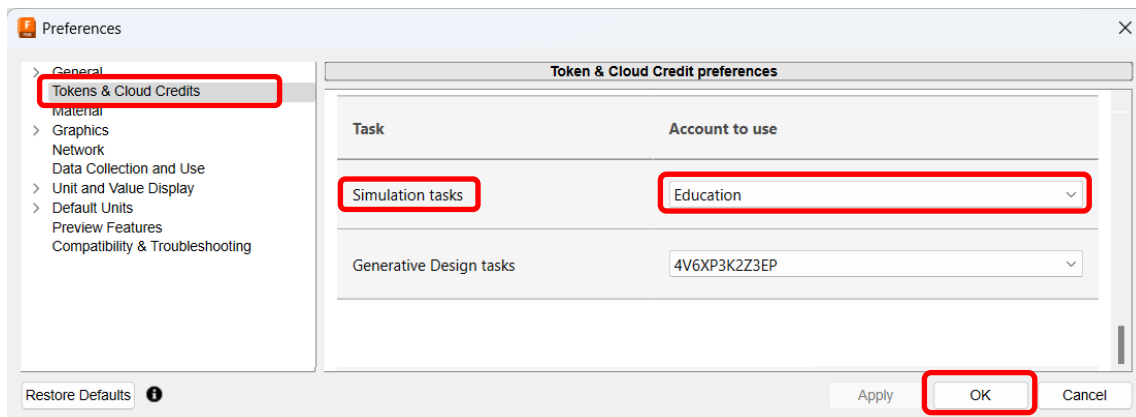 Preferences
General
Tokens & Cloud Credits
Material
Graphics
Network
Data Collection and Use
Unit and Value Display
Default Units
Preview Features
Compatibility & Troubleshooting
Token & Cloud Credit preferences
Task Account to use
Simulation tasks Education
Generative Design tasks 4V6XP3K2Z3EP
Restore Defaults Apply OK Cancel